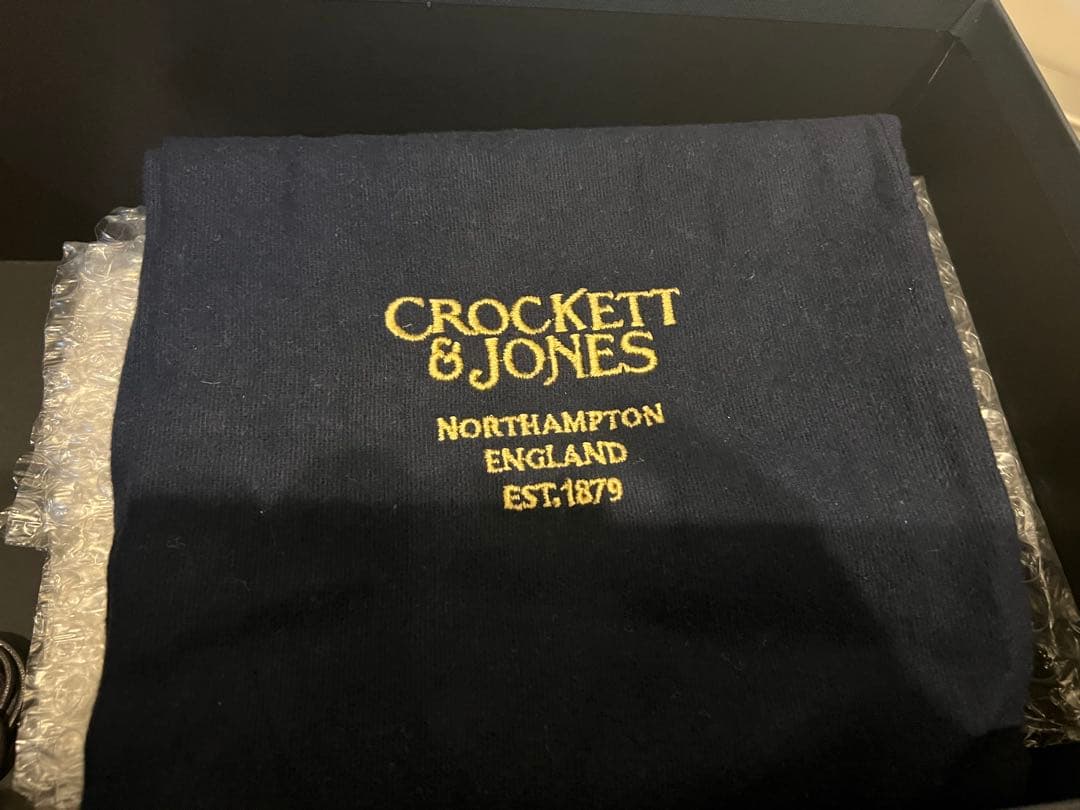 CROCKETT
& JONES
NORTHAMPTON
ENGLAND
EST.1879